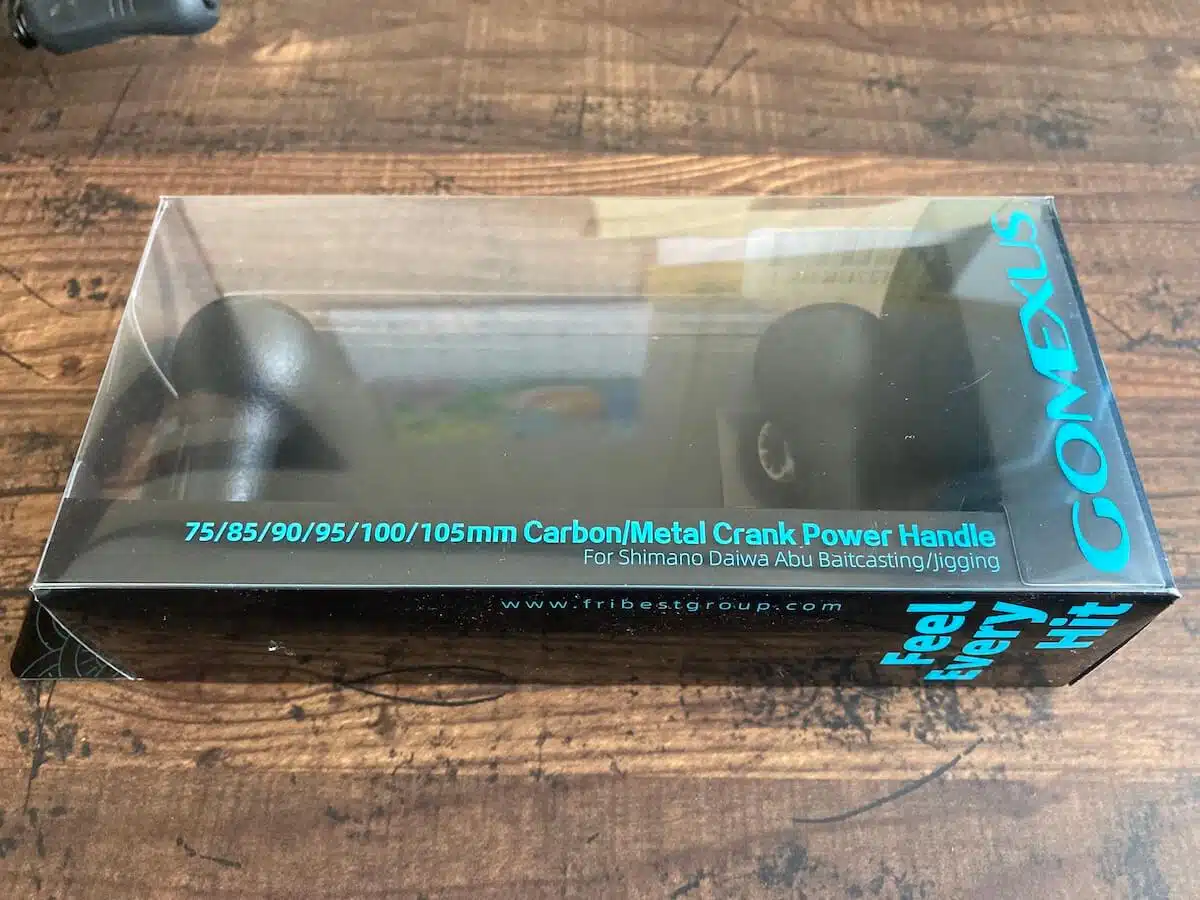 GOMEXUS
75/85/90/95/100/105mm Carbon/Metal Crank Power Handle
For Shimano Daiwa Abu Baitcasting/Jigging
www.fribestgroup.com
Feel
Every
Hit